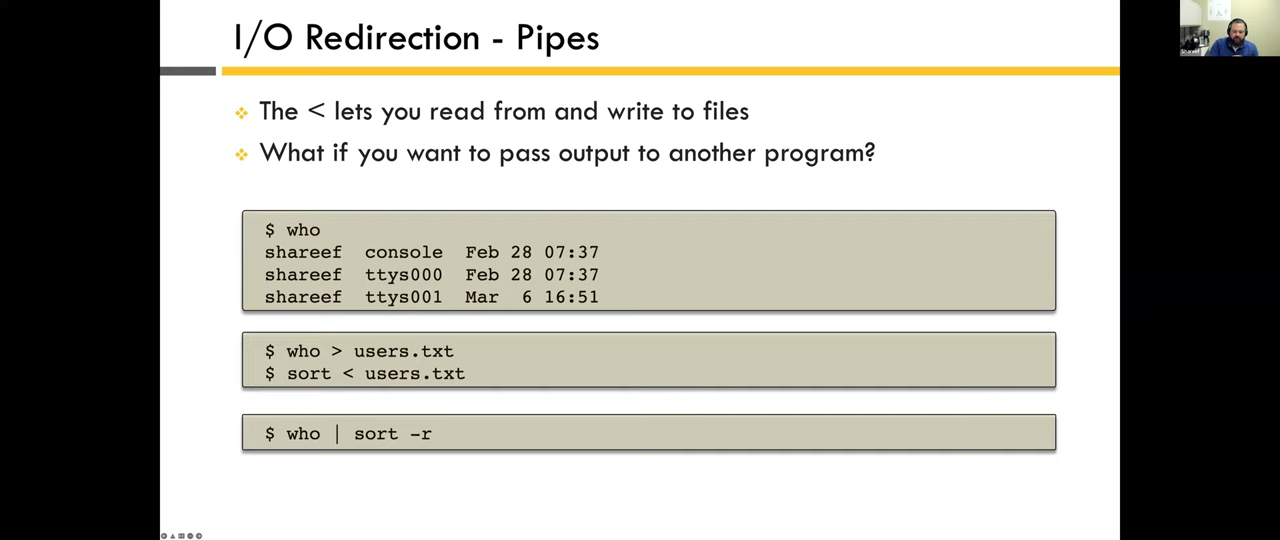 I/O Redirection - Pipes
The < lets you read from and write to files
What if you want to pass output to another program?
$ who
shareef  console  Feb 28 07:37
shareef  ttys000  Feb 28 07:37
shareef  ttys001  Mar  6 16:51
$ who > users.txt
$ sort < users.txt
$ who | sort -r
Shareef